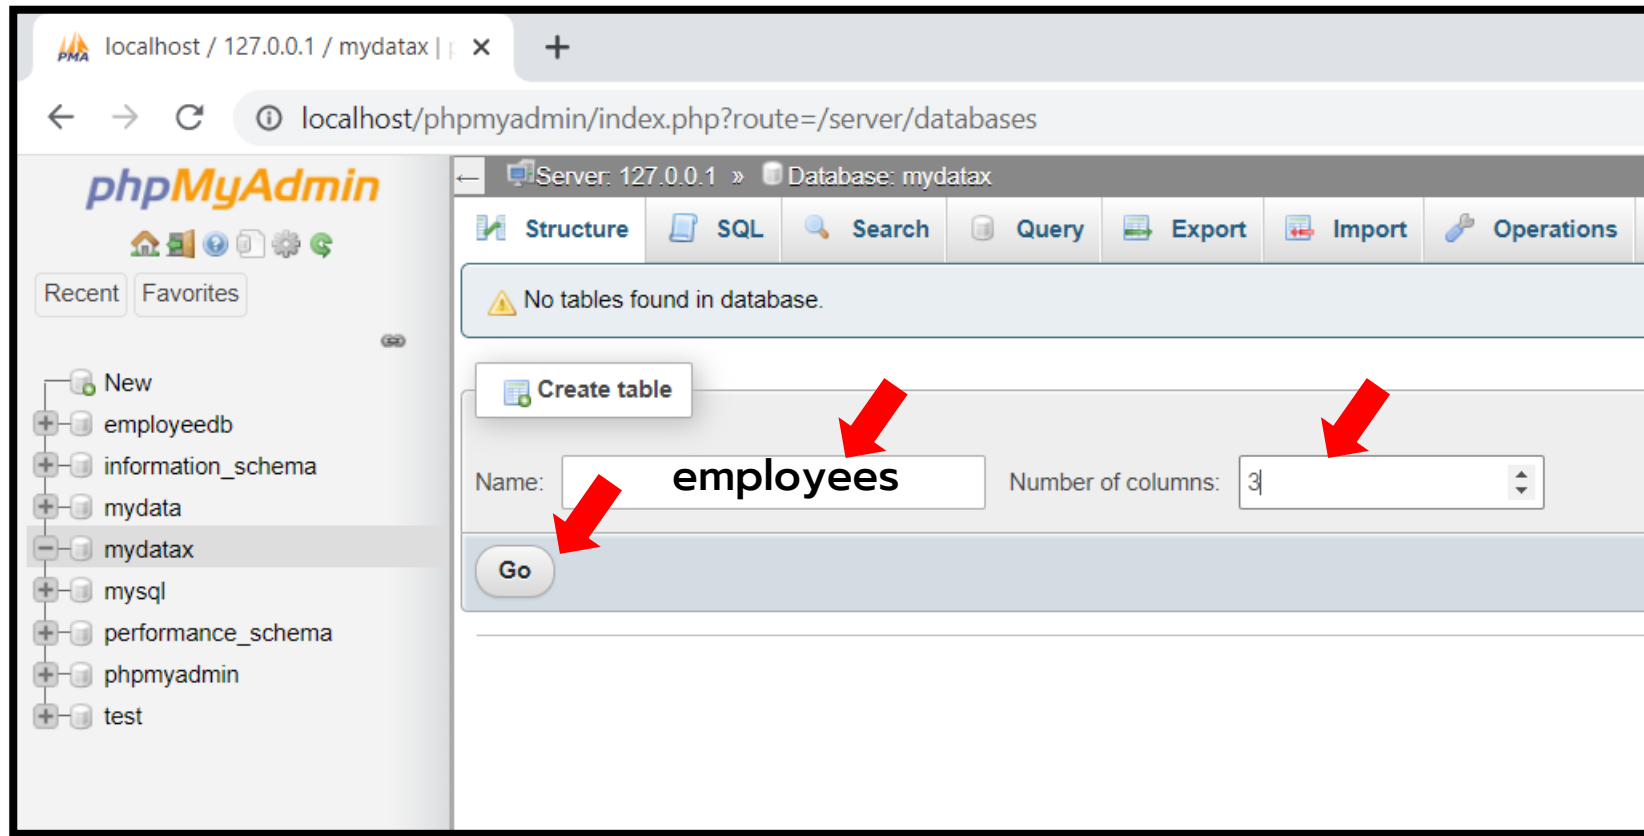 localhost / 127.0.0.1 / mydatax |
localhost/phpmyadmin/index.php?route=/server/databases
phpMyAdmin
Recent Favorites
New
employeedb
information_schema
mydata
mydatax
mysql
performance_schema
phpmyadmin
test
Server: 127.0.0.1 » Database: mydatax
Structure SQL Search Query Export Import Operations
No tables found in database.
Create table
Name: employees Number of columns: 3
Go
PMA